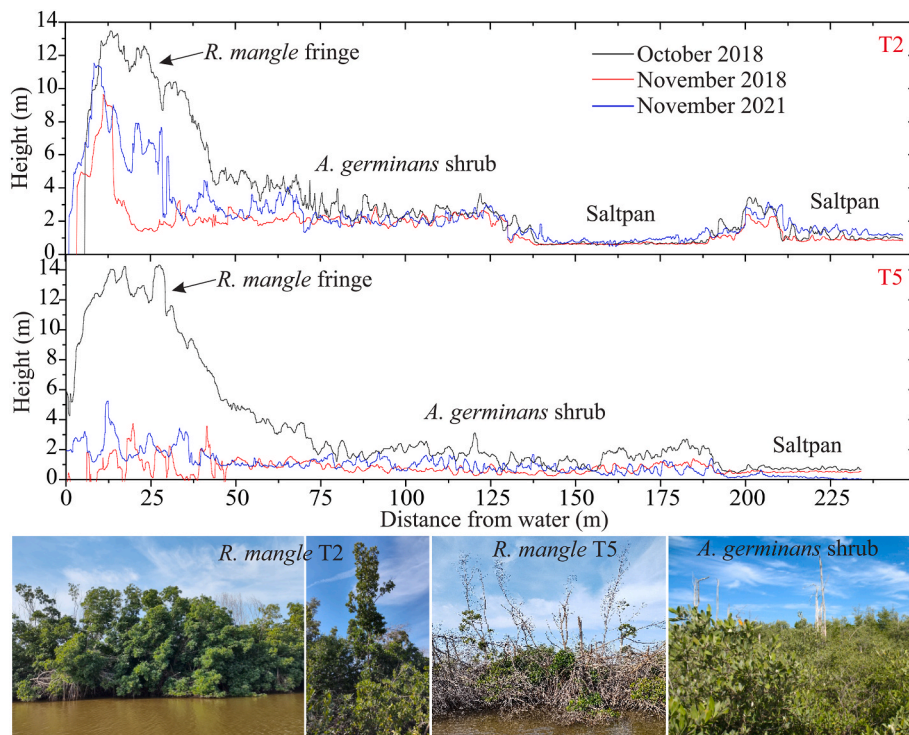 14
12
10
8
6
4
2
0
Height (m)
R. mangle fringe
A. germinans shrub
Saltpan
Saltpan
October 2018
November 2018
November 2021
T2
14
12
10
8
6
4
2
0
Height (m)
R. mangle fringe
A. germinans shrub
Saltpan
T5
0 25 50 75 100 125 150 175 200 225
Distance from water (m)
R. mangle T2
R. mangle T5
A. germinans shrub